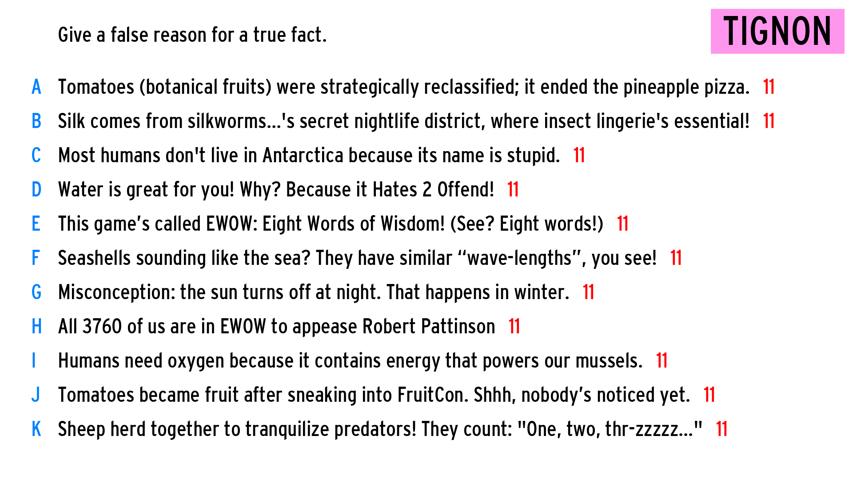 Give a false reason for a true fact.
TIGNON
A Tomatoes (botanical fruits) were strategically reclassified; it ended the pineapple pizza. 11
B Silk comes from silkworms...'s secret nightlife district, where insect lingerie's essential! 11
C Most humans don't live in Antarctica because its name is stupid. 11
D Water is great for you! Why? Because it Hates 2 Offend! 11
E This game’s called EWOW: Eight Words of Wisdom! (See? Eight words!) 11
F Seashells sounding like the sea? They have similar “wave-lengths”, you see! 11
G Misconception: the sun turns off at night. That happens in winter. 11
H All 3760 of us are in EWOW to appease Robert Pattinson 11
I Humans need oxygen because it contains energy that powers our mussels. 11
J Tomatoes became fruit after sneaking into FruitCon. Shhh, nobody’s noticed yet. 11
K Sheep herd together to tranquilize predators! They count: "One, two, thr-zzzzz..." 11